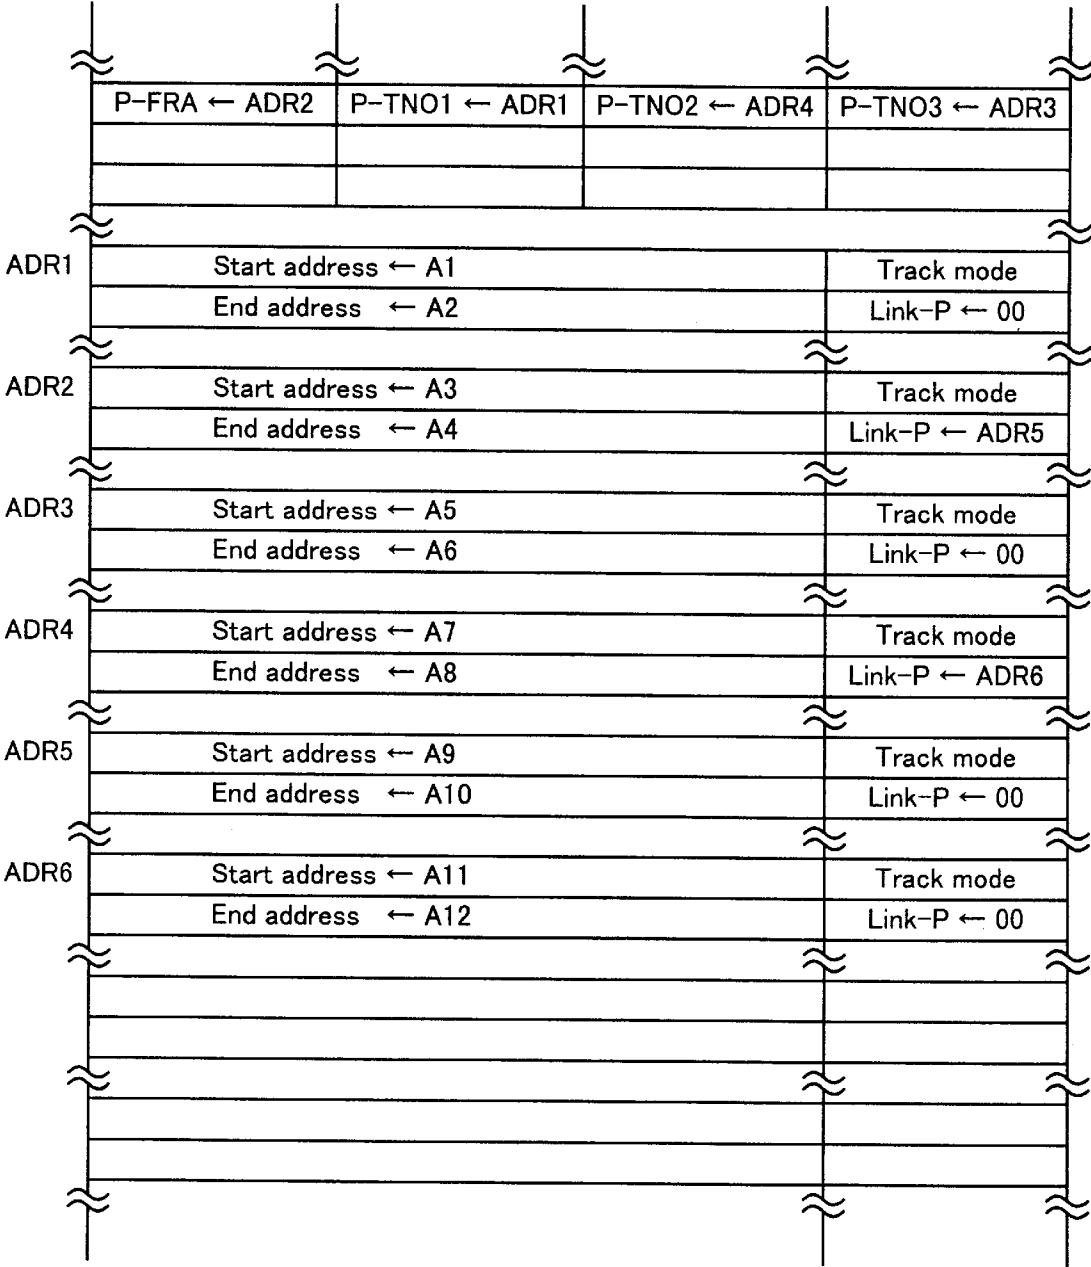 P-FRA ← ADR2 P-TNO1 ← ADR1 P-TNO2 ← ADR4 P-TNO3 ← ADR3
ADR1 Start address ← A1 Track mode
End address ← A2 Link-P ← 00
ADR2 Start address ← A3 Track mode
End address ← A4 Link-P ← ADR5
ADR3 Start address ← A5 Track mode
End address ← A6 Link-P ← 00
ADR4 Start address ← A7 Track mode
End address ← A8 Link-P ← ADR6
ADR5 Start address ← A9 Track mode
End address ← A10 Link-P ← 00
ADR6 Start address ← A11 Track mode
End address ← A12 Link-P ← 00